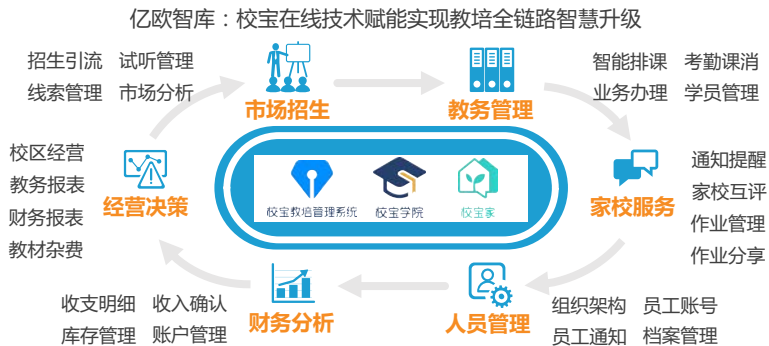 亿欧智库：校宝在线技术赋能实现教培全链路智慧升级
招生引流 试听管理
线索管理 市场分析
市场招生
教务管理
智能排课 考勤课消
业务办理 学员管理
校区经营
教务报表
财务报表
教材杂费
经营决策
校宝教培管理系统
校宝学院
校宝家
家校服务
通知提醒
家校互评
作业管理
作业分享
收支明细 收入确认
库存管理 账户管理
财务分析
人员管理
组织架构 员工账号
员工通知 档案管理